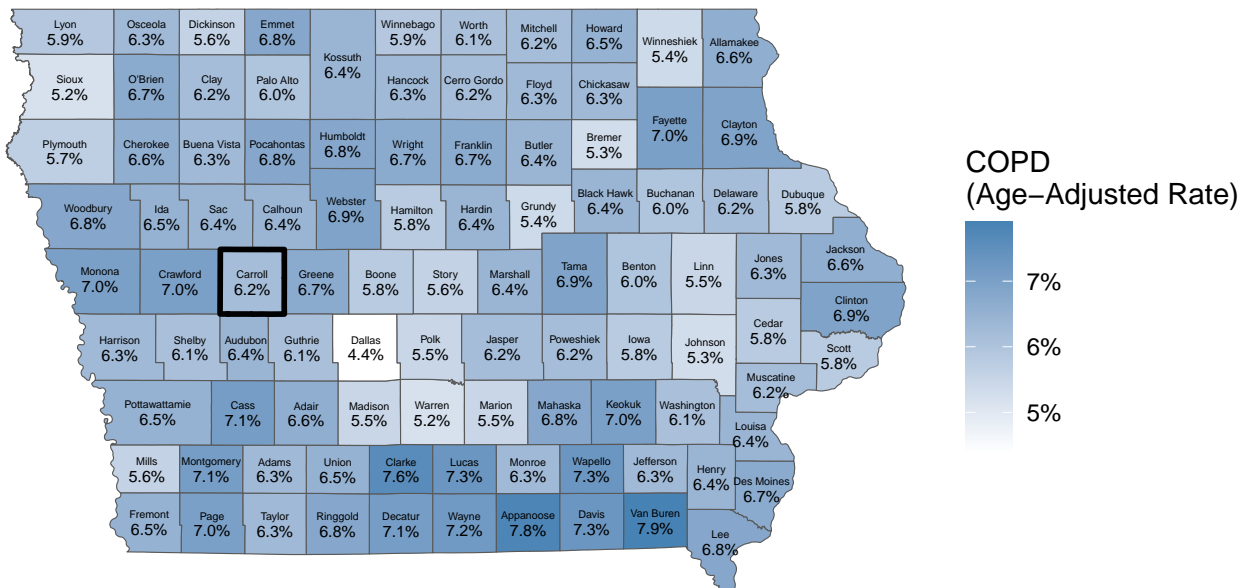 Lyon
5.9%
Osceola
6.3%
Dickinson
5.6%
Emmet
6.8%
Kossuth
6.4%
Winnebago
5.9%
Worth
6.1%
Mitchell
6.2%
Howard
6.5%
Winneshiek
5.4%
Allamakee
6.6%
Sioux
5.2%
O'Brien
6.7%
Clay
6.2%
Palo Alto
6.0%
Hancock
6.3%
Cerro Gordo
6.2%
Floyd
6.3%
Chickasaw
6.3%
Plymouth
5.7%
Cherokee
6.6%
Buena Vista
6.3%
Pocahontas
6.8%
Humboldt
6.8%
Wright
6.7%
Franklin
6.7%
Butler
6.4%
Bremer
5.3%
Fayette
7.0%
Clayton
6.9%
Woodbury
6.8%
Ida
6.5%
Sac
6.4%
Calhoun
6.4%
Webster
6.9%
Hamilton
5.8%
Hardin
6.4%
Grundy
5.4%
Black Hawk
6.4%
Buchanan
6.0%
Delaware
6.2%
Dubuque
5.8%
Monona
7.0%
Crawford
7.0%
Carroll
6.2%
Greene
6.7%
Boone
5.8%
Story
5.6%
Marshall
6.4%
Tama
6.9%
Benton
6.0%
Linn
5.5%
Jones
6.3%
Jackson
6.6%
Clinton
6.9%
Harrison
6.3%
Shelby
6.1%
Audubon
6.4%
Guthrie
6.1%
Dallas
4.4%
Polk
5.5%
Jasper
6.2%
Poweshiek
6.2%
Iowa
5.8%
Johnson
5.3%
Cedar
5.8%
Scott
5.8%
Muscatine
6.2%
Pottawattamie
6.5%
Cass
7.1%
Adair
6.6%
Madison
5.5%
Warren
5.2%
Marion
5.5%
Mahaska
6.8%
Keokuk
7.0%
Washington
6.1%
Louisa
6.4%
Mills
5.6%
Montgomery
7.1%
Adams
6.3%
Union
6.5%
Clarke
7.6%
Lucas
7.3%
Monroe
6.3%
Wapello
7.3%
Jefferson
6.3%
Henry
6.4%
Des Moines
6.7%
Fremont
6.5%
Page
7.0%
Taylor
6.3%
Ringgold
6.8%
Decatur
7.1%
Wayne
7.2%
Appanoose
7.8%
Davis
7.3%
Van Buren
7.9%
Lee
6.8%
COPD
(Age−Adjusted Rate)
7%
6%
5%